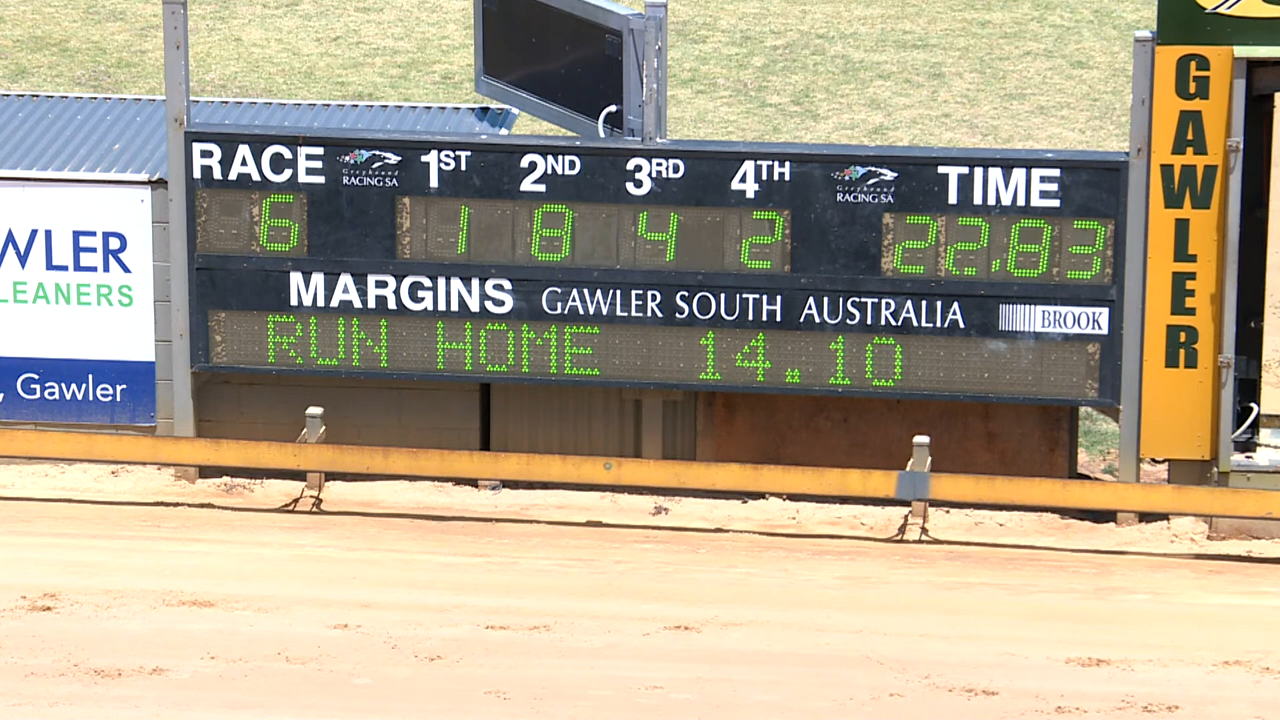 RACE Greyhound RACING SA 1ST 2ND 3RD 4TH Greyhound RACING SA TIME
6 1 8 4 2 22.83
MARGINS GAWLER SOUTH AUSTRALIA BROOK
RUN HOME 14.10
WLER
LEANERS
, Gawler
GAWLER